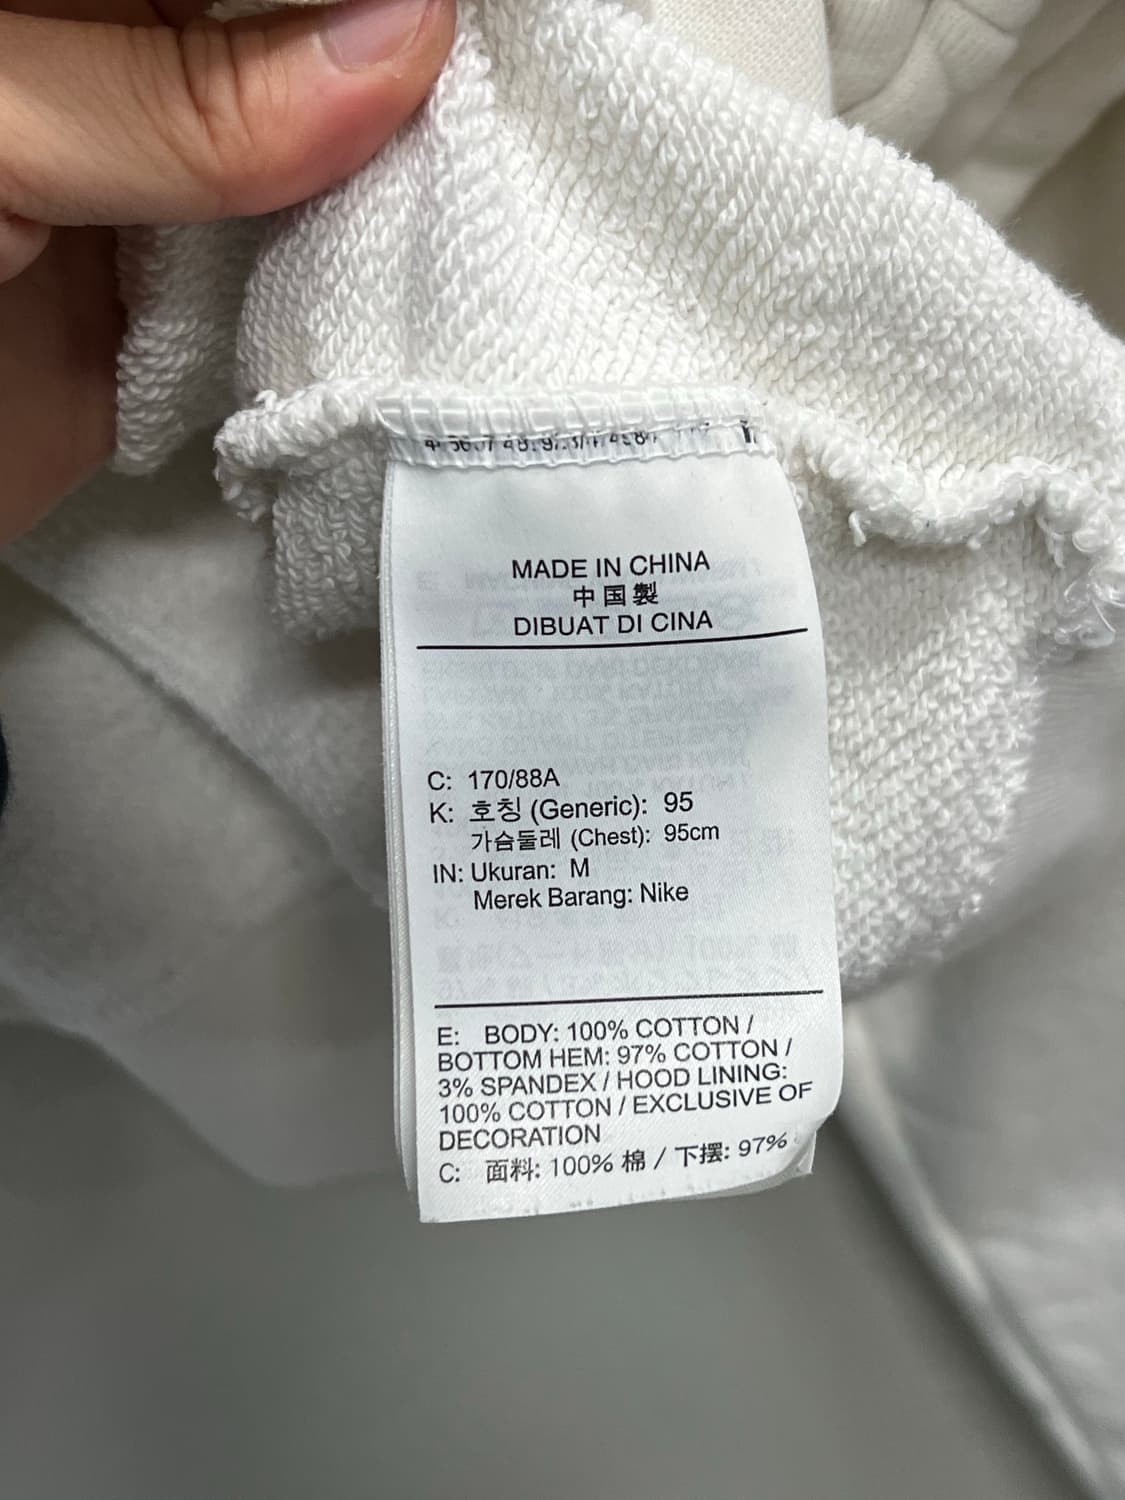 MADE IN CHINA
中国製
DIBUAT DI CINA
C: 170/88A
K: 호칭 (Generic): 95
가슴둘레 (Chest): 95cm
IN: Ukuran: M
Merek Barang: Nike
E: BODY: 100% COTTON /
BOTTOM HEM: 97% COTTON /
3% SPANDEX / HOOD LINING:
100% COTTON / EXCLUSIVE OF
DECORATION
C: 面料: 100% 棉 / 下摆: 97%